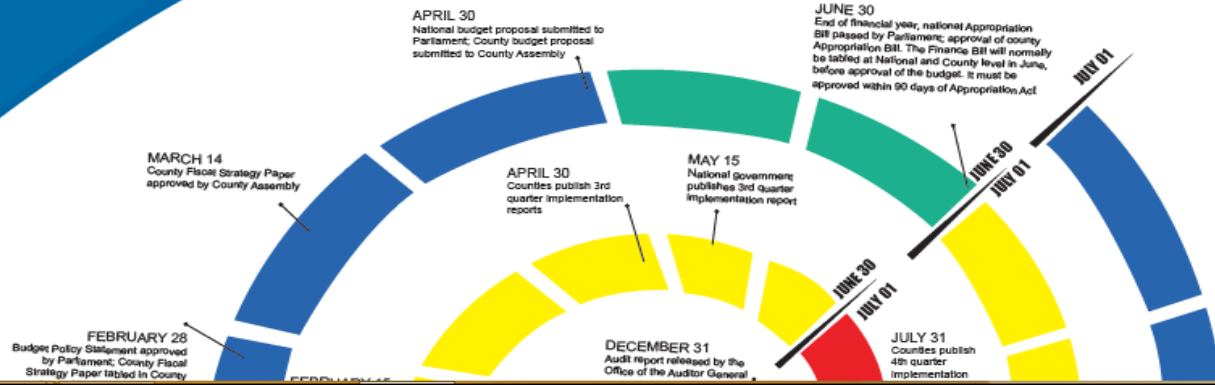 APRIL 30
National budget proposal submitted to
Parliament; County budget proposal
submitted to County Assembly
JUNE 30
End of financial year, national Appropriation
Bill passed by Parliament; approval of county
Appropriation Bill. The Finance Bill will normally
be tabled at National and County level in June,
before approval of the budget. It must be
approved within 90 days of Appropriation Act
JULY 01
MARCH 14
County Fiscal Strategy Paper
approved by County Assembly
APRIL 30
Counties publish 3rd
quarter implementation
reports
MAY 15
National government
publishes 3rd quarter
implementation report
JUNE 30
JULY 01
JUNE 30
JULY 01
FEBRUARY 28
Budget Policy Statement approved
by Parliament; County Fiscal
Strategy Paper tabled in County
FEBRUARY 15
DECEMBER 31
Audit report released by the
Office of the Auditor General
JULY 31
Counties publish
4th quarter
implementation